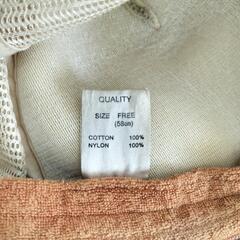 QUALITY
SIZE FREE
(58cm)
COTTON 100%
NYLON 100%